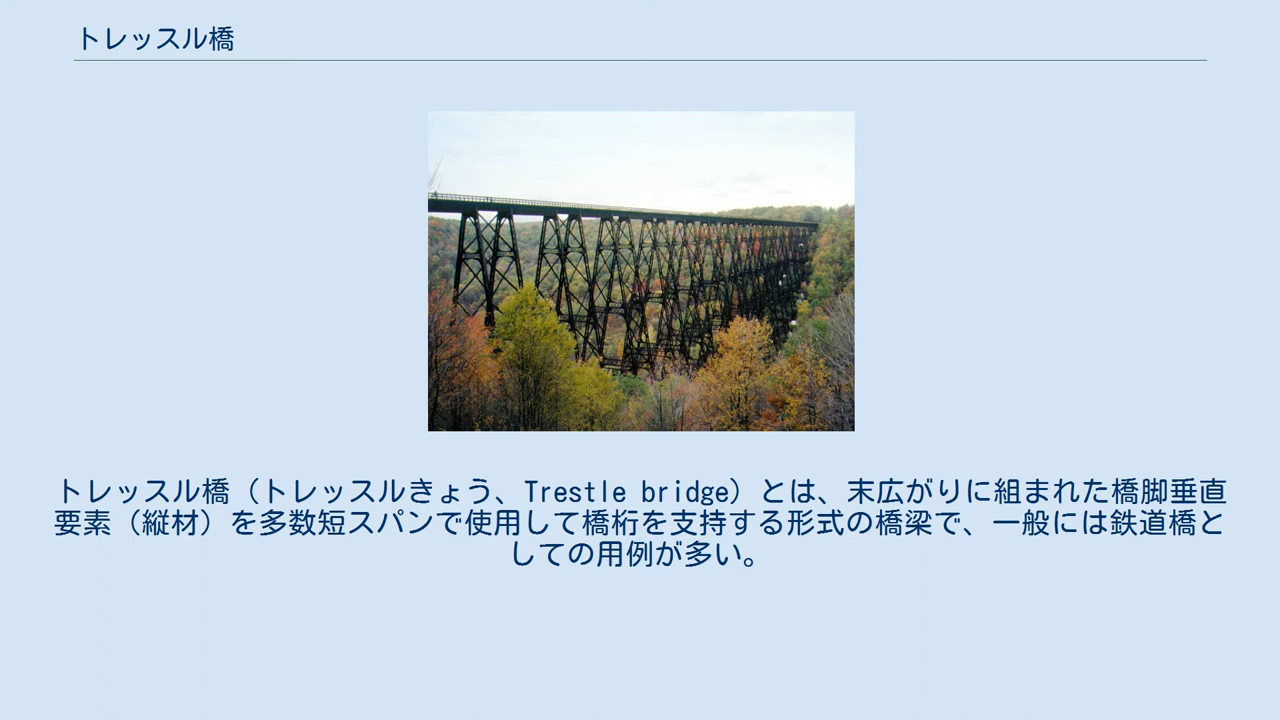 トレッスル橋
トレッスル橋（トレッスルきょう、Trestle bridge）とは、末広がりに組まれた橋脚垂直
要素（縦材）を多数短スパンで使用して橋桁を支持する形式の橋梁で、一般には鉄道橋と
しての用例が多い。